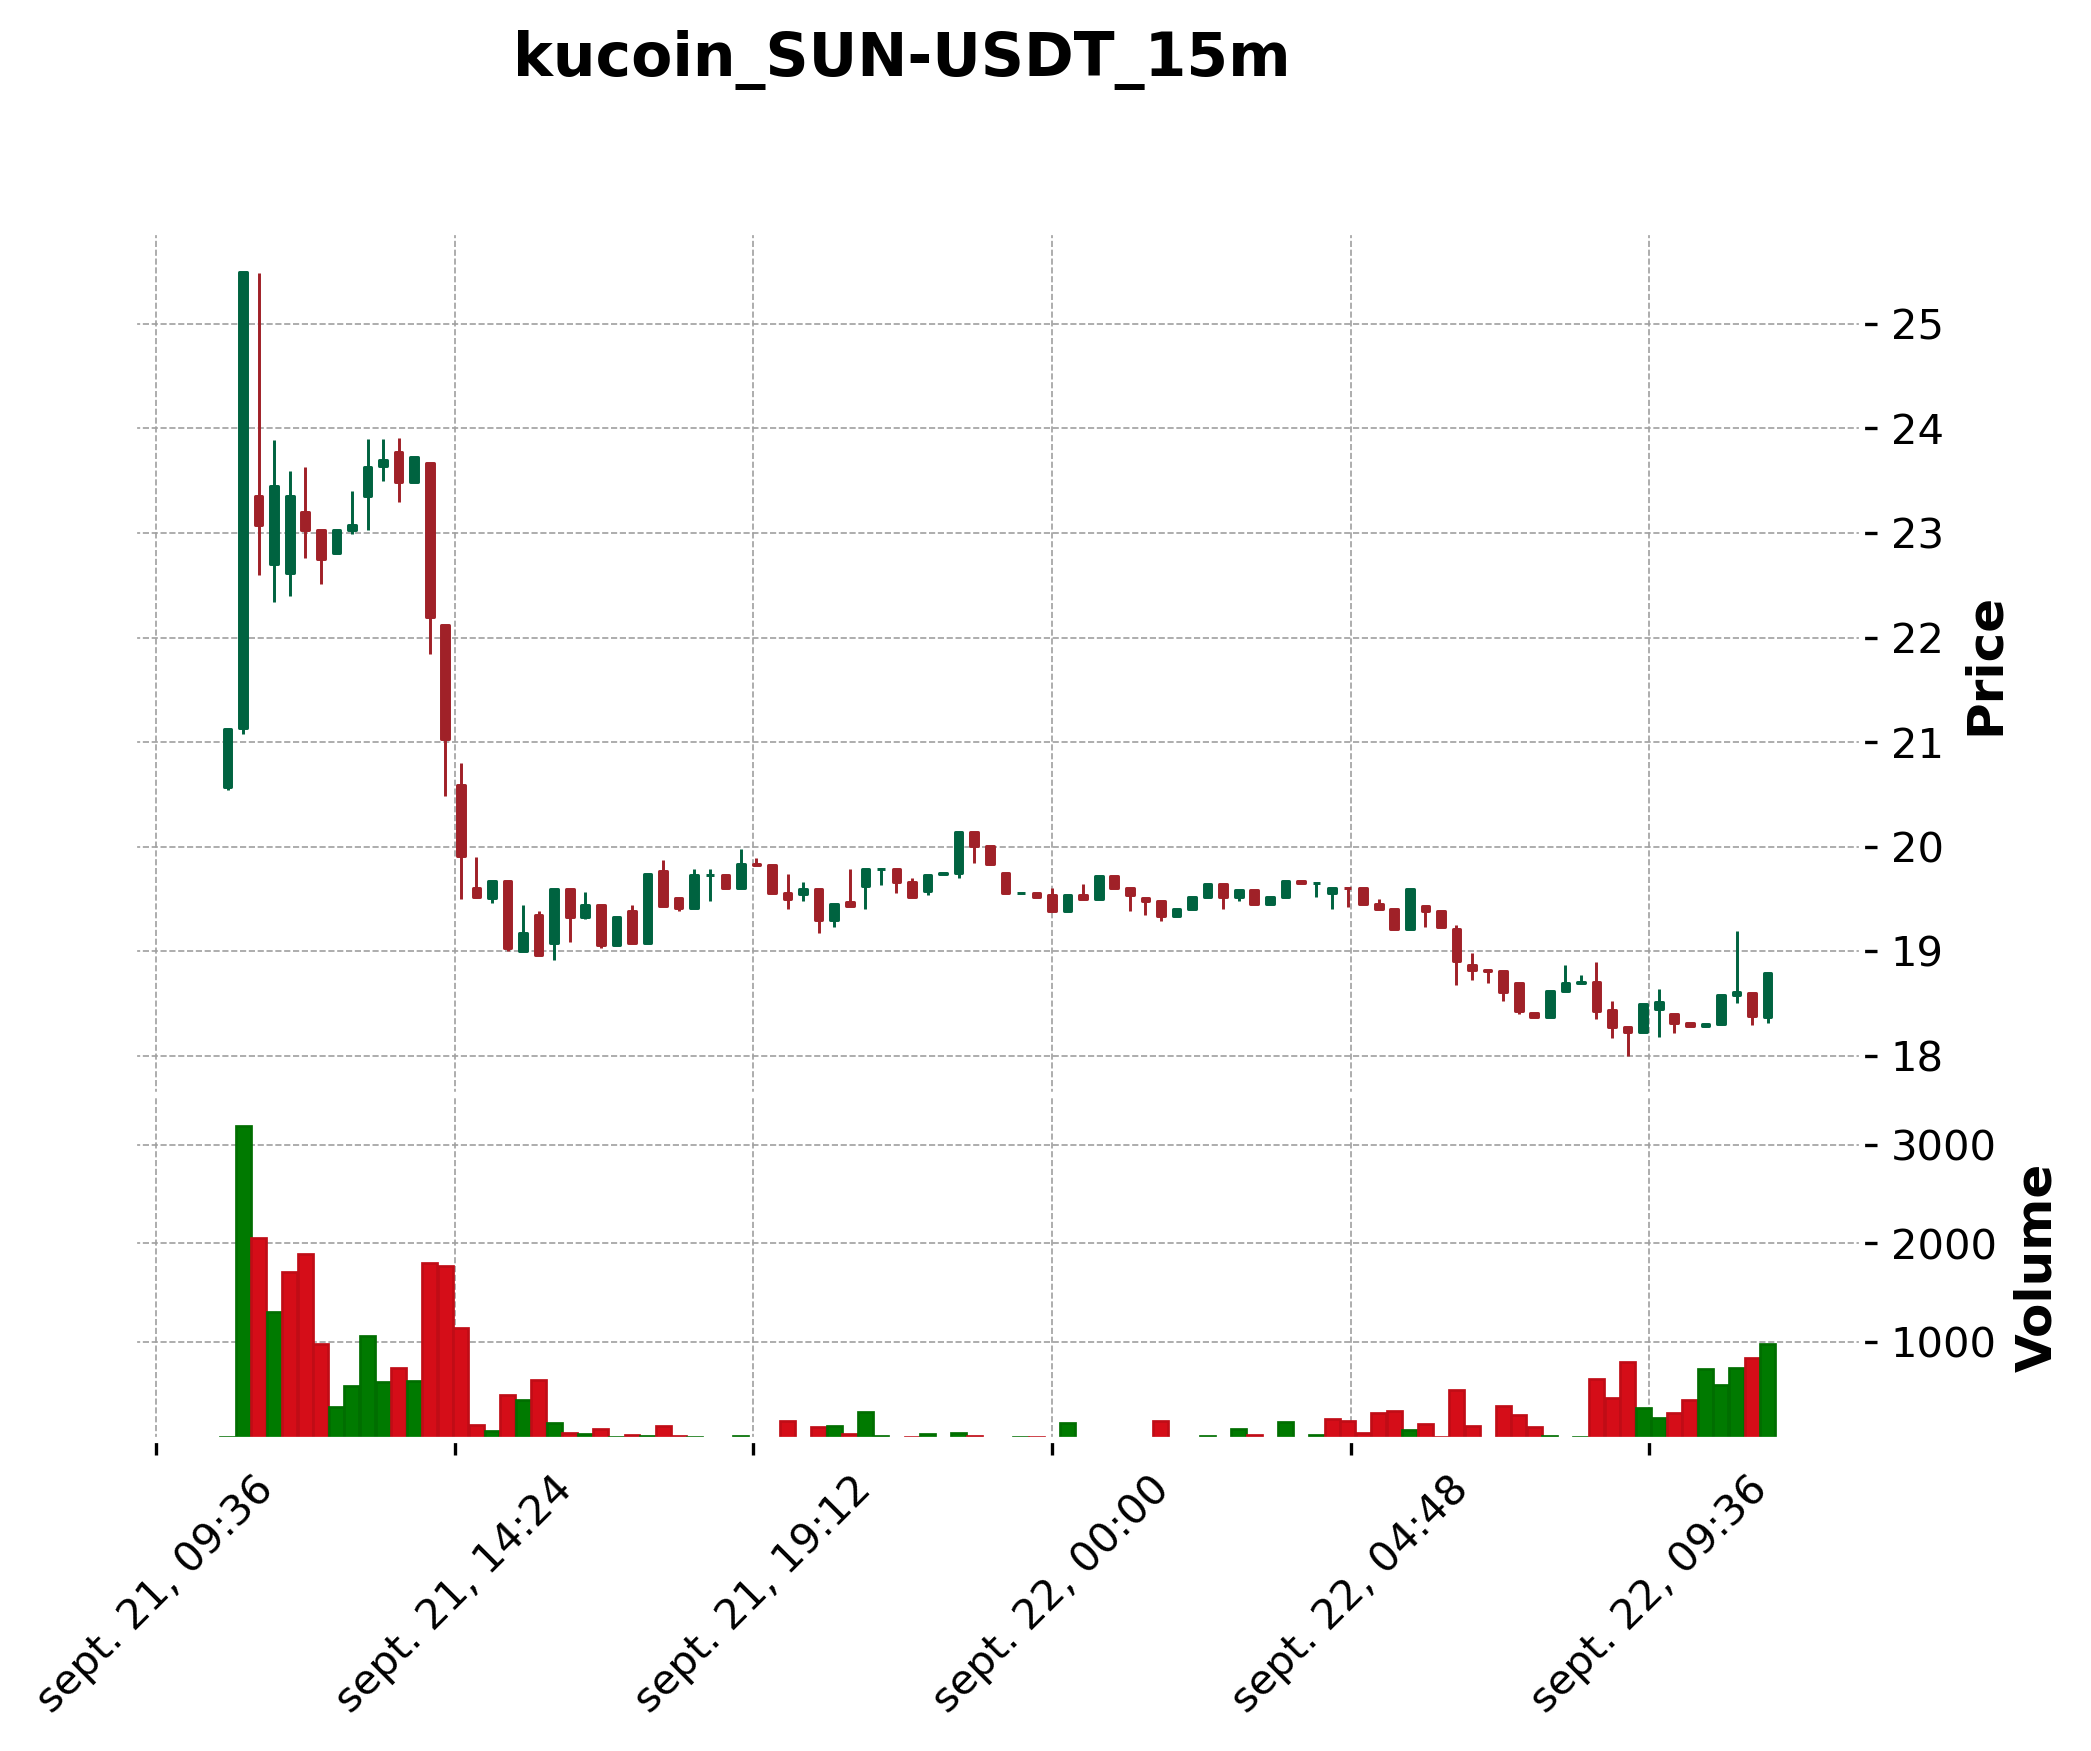 kucoin_SUN-USDT_15m
25
24
23
22
21
20
19
18
Price
3000
2000
1000
Volume
sept. 21, 09:36
sept. 21, 14:24
sept. 21, 19:12
sept. 22, 00:00
sept. 22, 04:48
sept. 22, 09:36